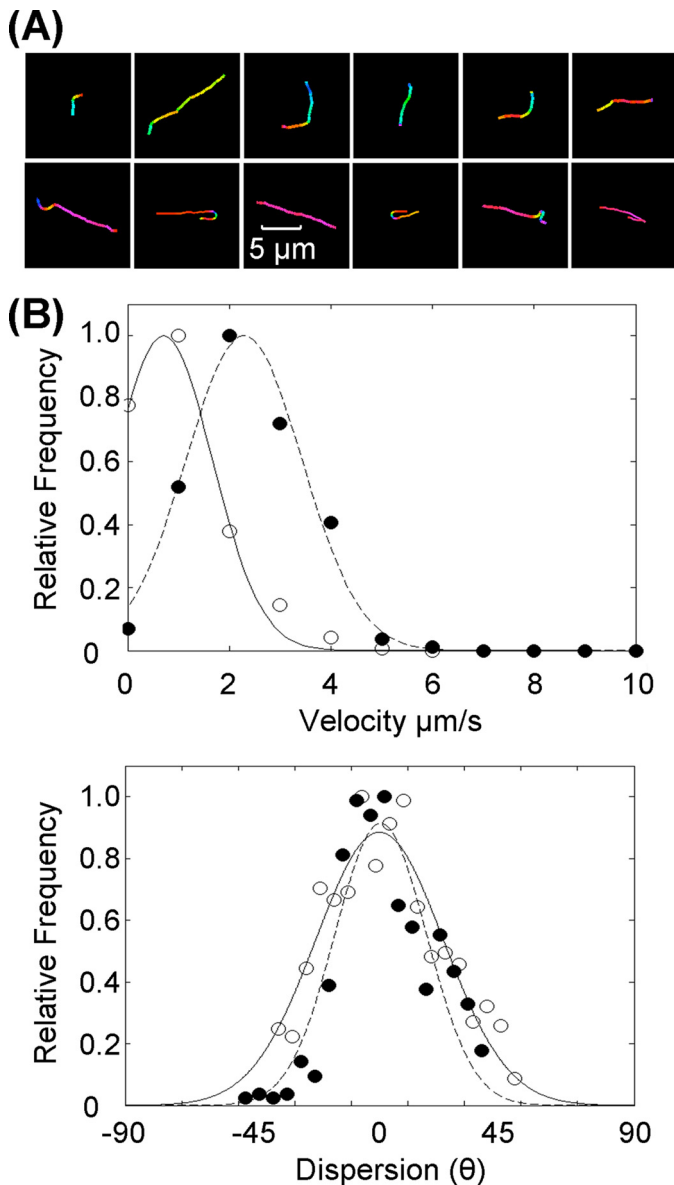 (A)
5 μm
(B)
1.0
0.8
0.6
0.4
0.2
0
Relative Frequency
0 2 4 6 8 10
Velocity μm/s
1.0
0.8
0.6
0.4
0.2
0
Relative Frequency
-90 -45 0 45 90
Dispersion (θ)